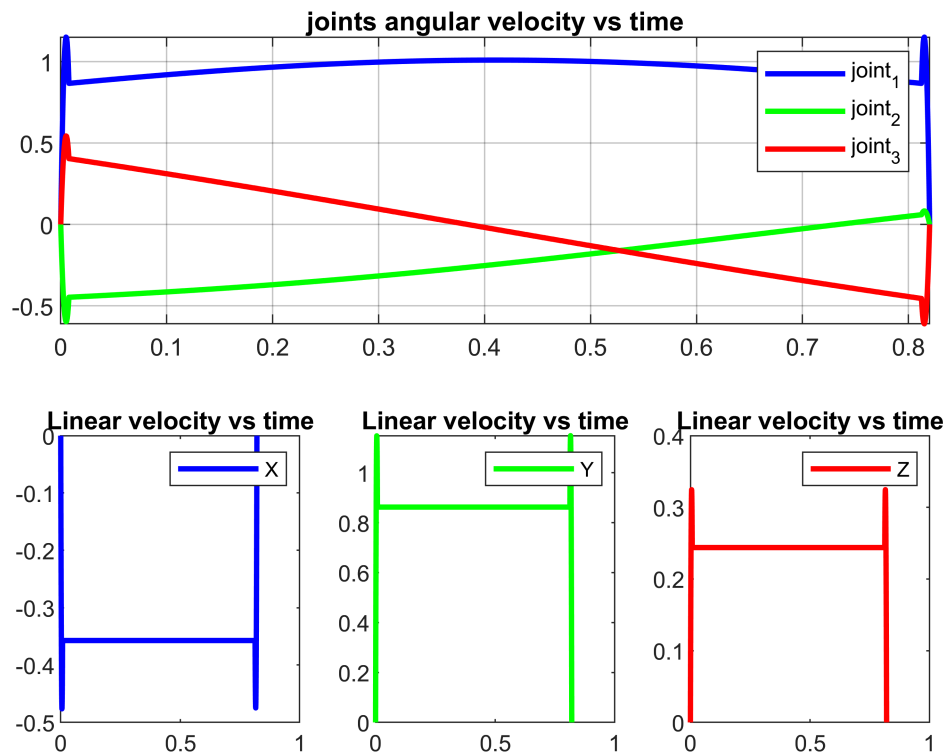 joints angular velocity vs time
1
0.5
0
-0.5
0 0.1 0.2 0.3 0.4 0.5 0.6 0.7 0.8
joint1
joint2
joint3
Linear velocity vs time
0
-0.1
-0.2
-0.3
-0.4
-0.5
0 0.5 1
X
Linear velocity vs time
1
0.8
0.6
0.4
0.2
0
0 0.5 1
Y
Linear velocity vs time
0.4
0.3
0.2
0.1
0
0 0.5 1
Z